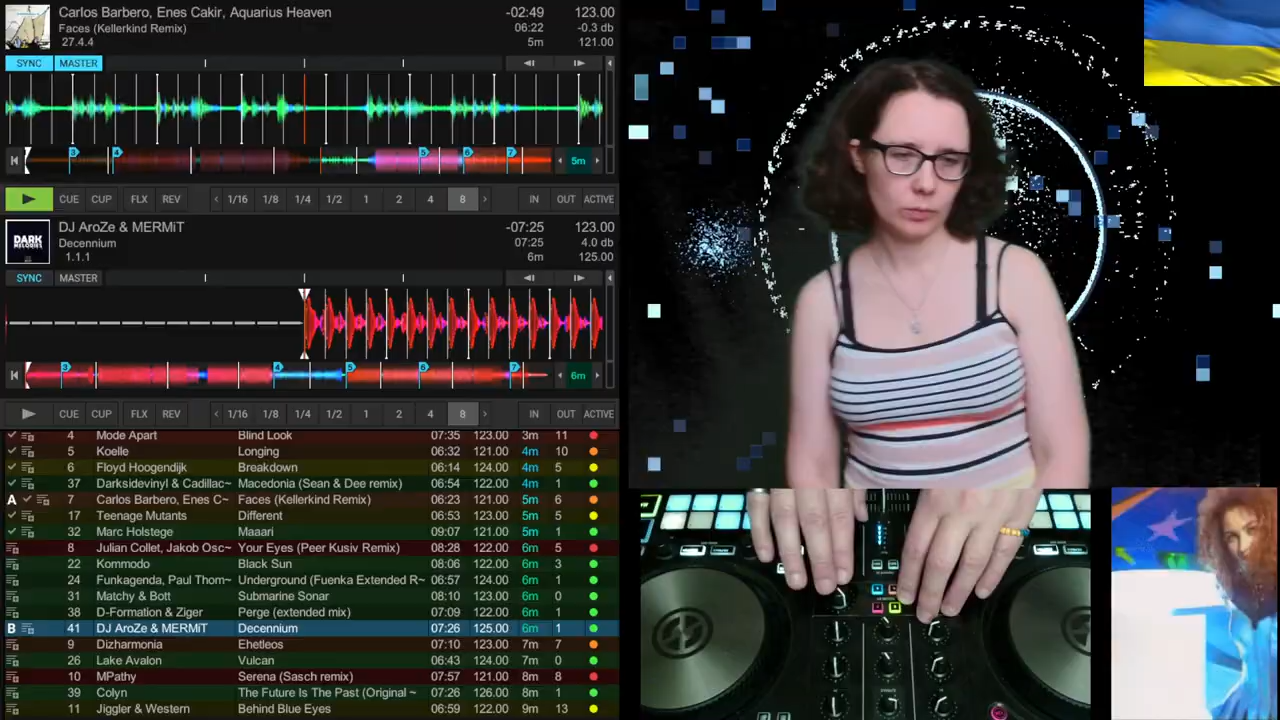 Carlos Barbero, Enes Cakir, Aquarius Heaven -02:49 123.00
Faces (Kellerkind Remix) 06:22 -0.3 db
27.4.4 5m 121.00
SYNC MASTER
3 4 5 6 7 5m
CUE CUP FLX REV 1/16 1/8 1/4 1/2 1 2 4 8 IN OUT ACTIVE
DJ AroZe & MERMiT -07:25 123.00
Decennium 07:25 4.0 db
1.1.1 6m 125.00
DARK
MELODIES
SYNC MASTER
3 4 5 6 7 6m
CUE CUP FLX REV 1/16 1/8 1/4 1/2 1 2 4 8 IN OUT ACTIVE
4 Mode Apart Blind Look 07:35 123.00 3m 11
5 Koelle Longing 06:32 121.00 4m 10
6 Floyd Hoogendijk Breakdown 06:14 124.00 4m 5
37 Darksidevinyl & Cadillac~ Macedonia (Sean & Dee remix) 06:54 122.00 4m 1
A 7 Carlos Barbero, Enes C~ Faces (Kellerkind Remix) 06:23 121.00 5m 6
17 Teenage Mutants Different 06:53 123.00 5m 5
32 Marc Holstege Maaari 09:07 121.00 5m 1
8 Julian Collet, Jakob Osc~ Your Eyes (Peer Kusiv Remix) 08:28 122.00 6m 5
22 Kommodo Black Sun 08:06 122.00 6m 3
24 Funkagenda, Paul Thom~ Underground (Fuenka Extended R~ 06:57 124.00 6m 1
31 Matchy & Bott Submarine Sonar 08:10 123.00 6m 0
38 D-Formation & Ziger Perge (extended mix) 07:09 122.00 6m 1
B 41 DJ AroZe & MERMiT Decennium 07:26 125.00 6m 1
9 Dizharmonia Ehetleos 07:10 123.00 7m 7
26 Lake Avalon Vulcan 06:43 124.00 7m 0
10 MPathy Serena (Sasch remix) 07:57 121.00 8m 8
39 Colyn The Future Is The Past (Original ~ 07:26 126.00 8m 1
11 Jiggler & Western Behind Blue Eyes 06:59 122.00 9m 13